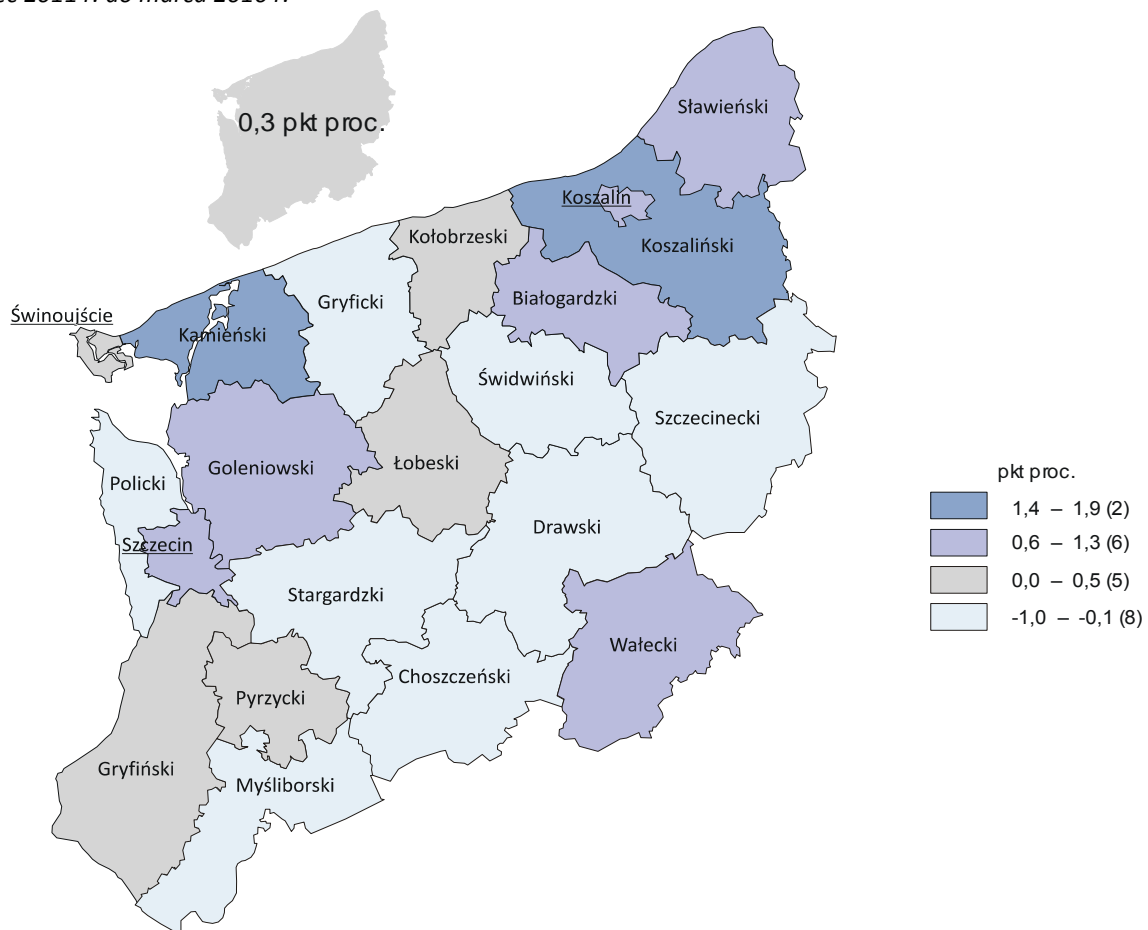 0,3 pkt proc.
Sławieński
Koszalin
Kołobrzeski
Koszaliński
Gryficki
Białogardzki
Świnoujście
Kamieński
Świdwiński
Szczecinecki
Goleniowski
Łobeski
Policki
Drawski
Szczecin
Stargardzki
Wałecki
Choszczeński
Pyrzycki
Gryfiński
Myśliborski
pkt proc.
1,4 – 1,9 (2)
0,6 – 1,3 (6)
0,0 – 0,5 (5)
-1,0 – -0,1 (8)